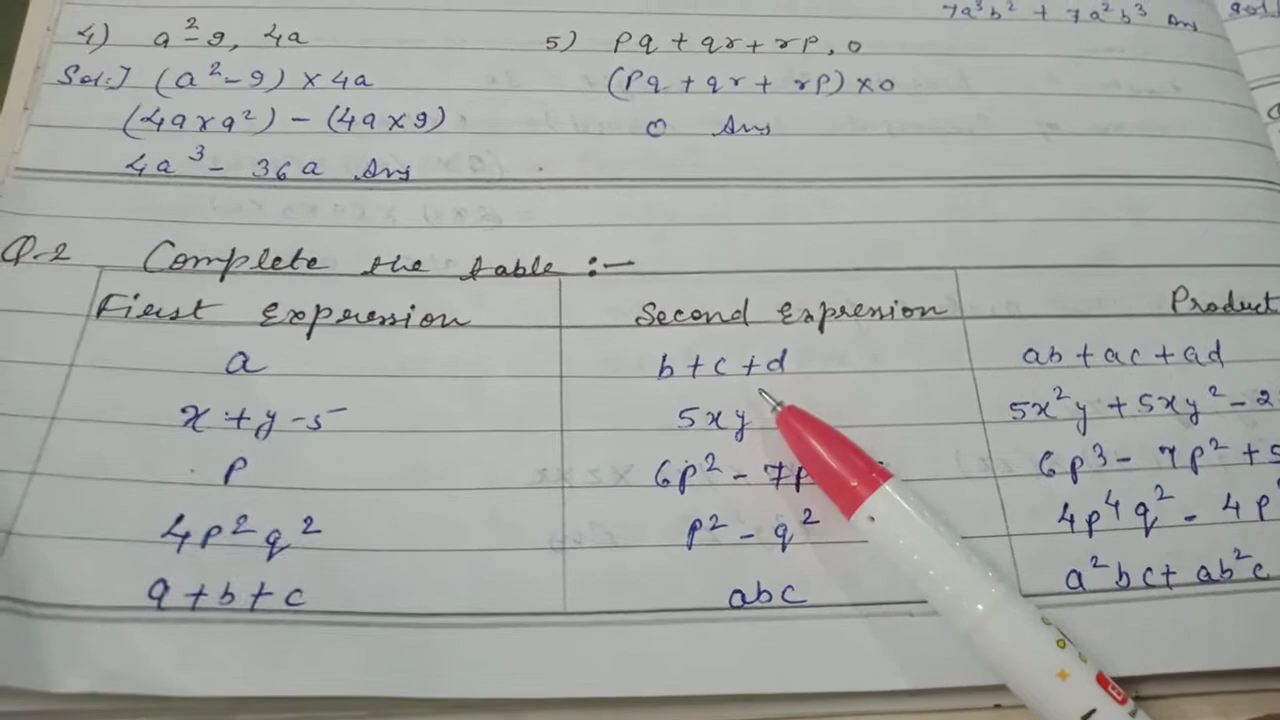 7a³b² + 7a²b³ Ans
4) a²-9, 4a
5) pq + qr + rp, 0
Sol:] (a²-9) × 4a
(pq + qr + rp) × 0
(4a×a²) - (4a×9)
0 Ans
4a³ - 36a Ans
Q-2 Complete the table :-
First Expression Second Expression Product
a b + c + d ab + ac + ad
x + y - 5 5xy 5x²y + 5xy² - 2
p 6p² - 7p 6p³ - 7p² + 5
4p²q² p² - q² 4p⁴q² - 4p
a + b + c abc a²bc + ab²c